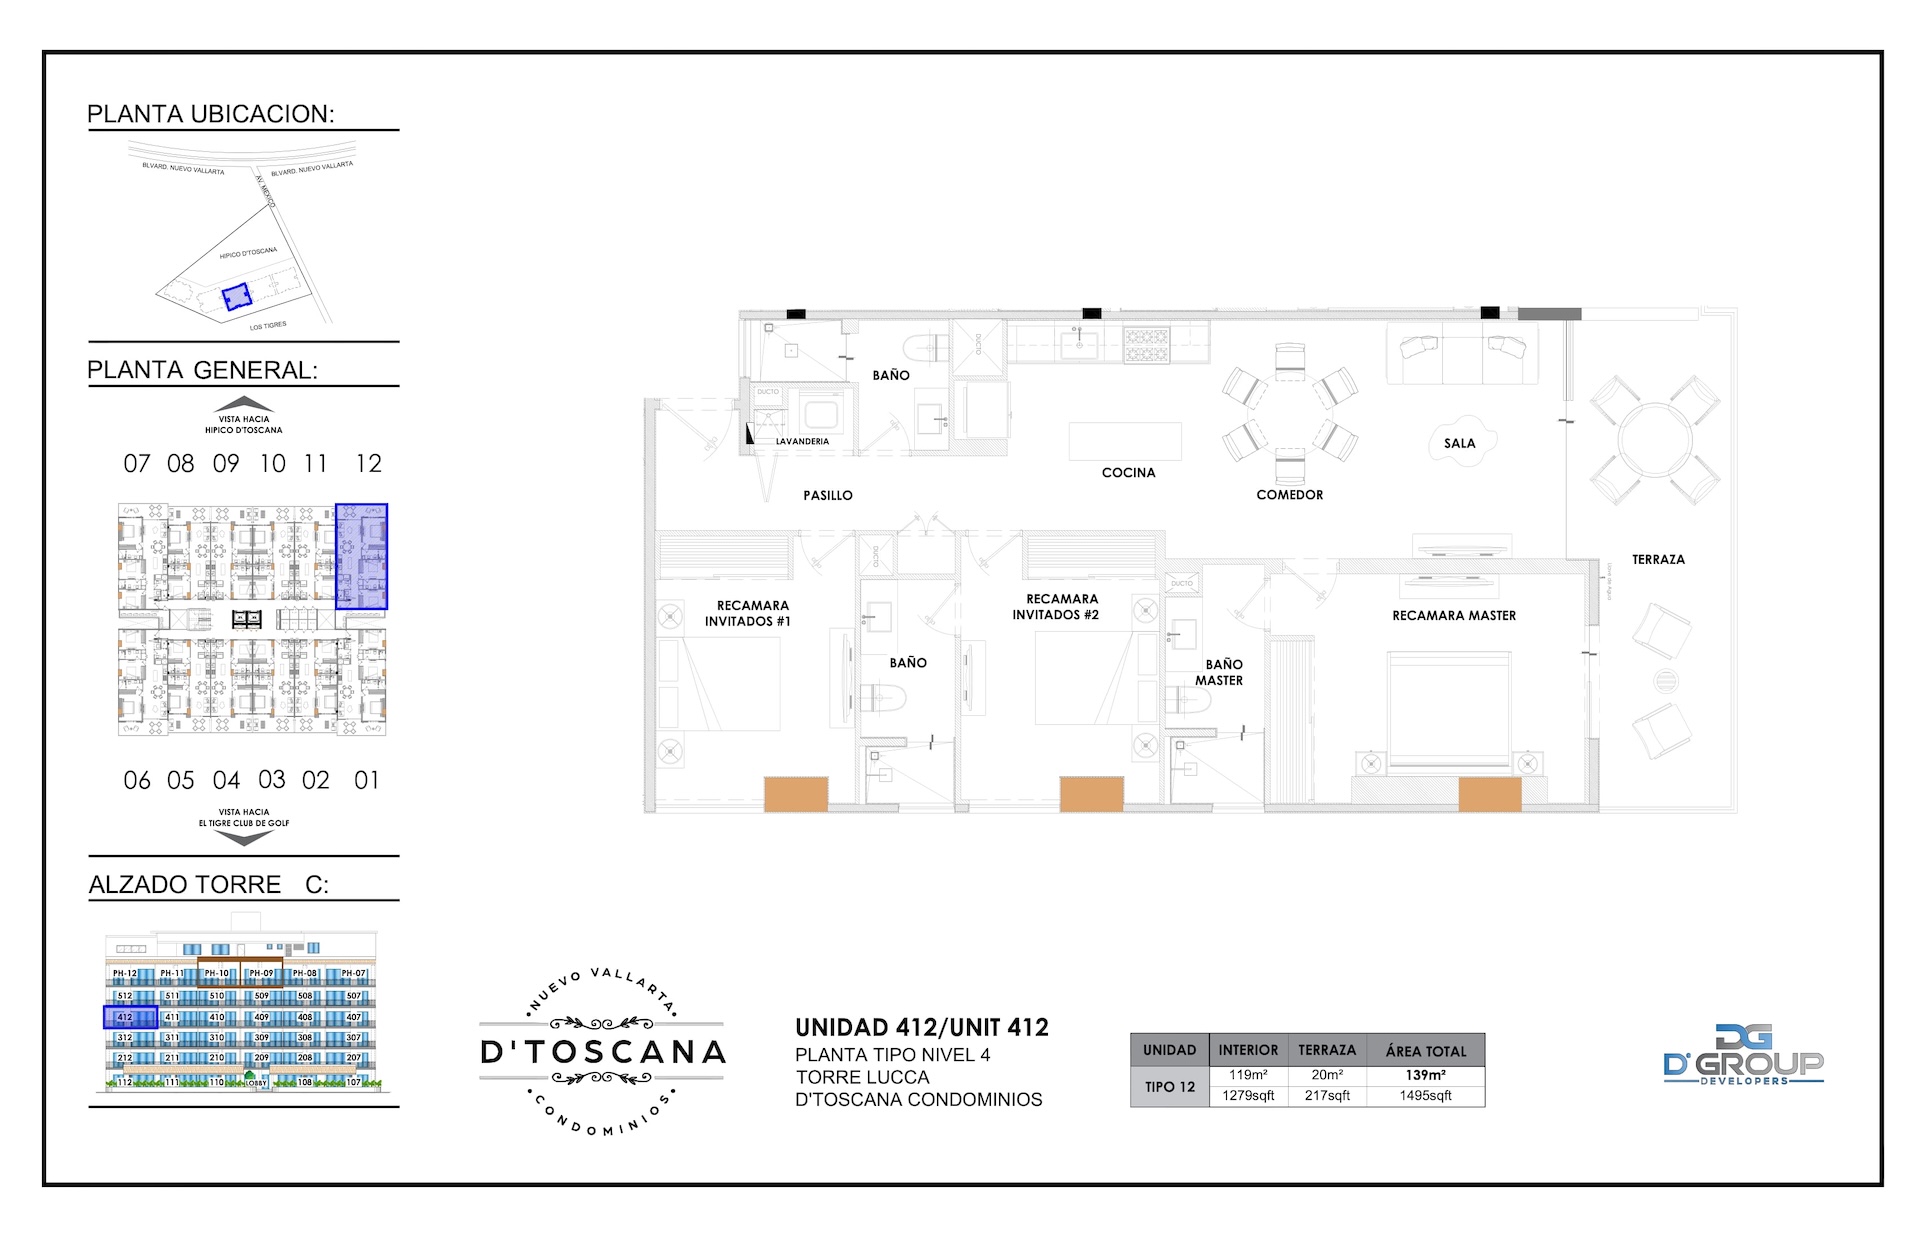 PLANTA UBICACION:
BLVARD. NUEVO VALLARTA
BLVARD. NUEVO VALLARTA
AV. MEXICO
HIPICO D'TOSCANA
LOS TIGRES
PLANTA GENERAL:
VISTA HACIA
HIPICO D'TOSCANA
07 08 09 10 11 12
06 05 04 03 02 01
VISTA HACIA
EL TIGRE CLUB DE GOLF
ALZADO TORRE C:
PH-12 PH-11 PH-10 PH-09 PH-08 PH-07
512 511 510 509 508 507
412 411 410 409 408 407
312 311 310 309 308 307
212 211 210 209 208 207
112 111 110 LOBBY 108 107
DUCTO
BAÑO
DUCTO
LAVANDERIA
PASILLO
COCINA
COMEDOR
SALA
TERRAZA
DUCTO
DUCTO
RECAMARA
INVITADOS #1
BAÑO
RECAMARA
INVITADOS #2
BAÑO
MASTER
RECAMARA MASTER
NUEVO VALLARTA
D'TOSCANA
CONDOMINIOS
UNIDAD 412/UNIT 412
PLANTA TIPO NIVEL 4
TORRE LUCCA
D'TOSCANA CONDOMINIOS
UNIDAD INTERIOR TERRAZA ÁREA TOTAL
TIPO 12 119m² 20m² 139m²
1279sqft 217sqft 1495sqft
DG
D'GROUP
DEVELOPERS